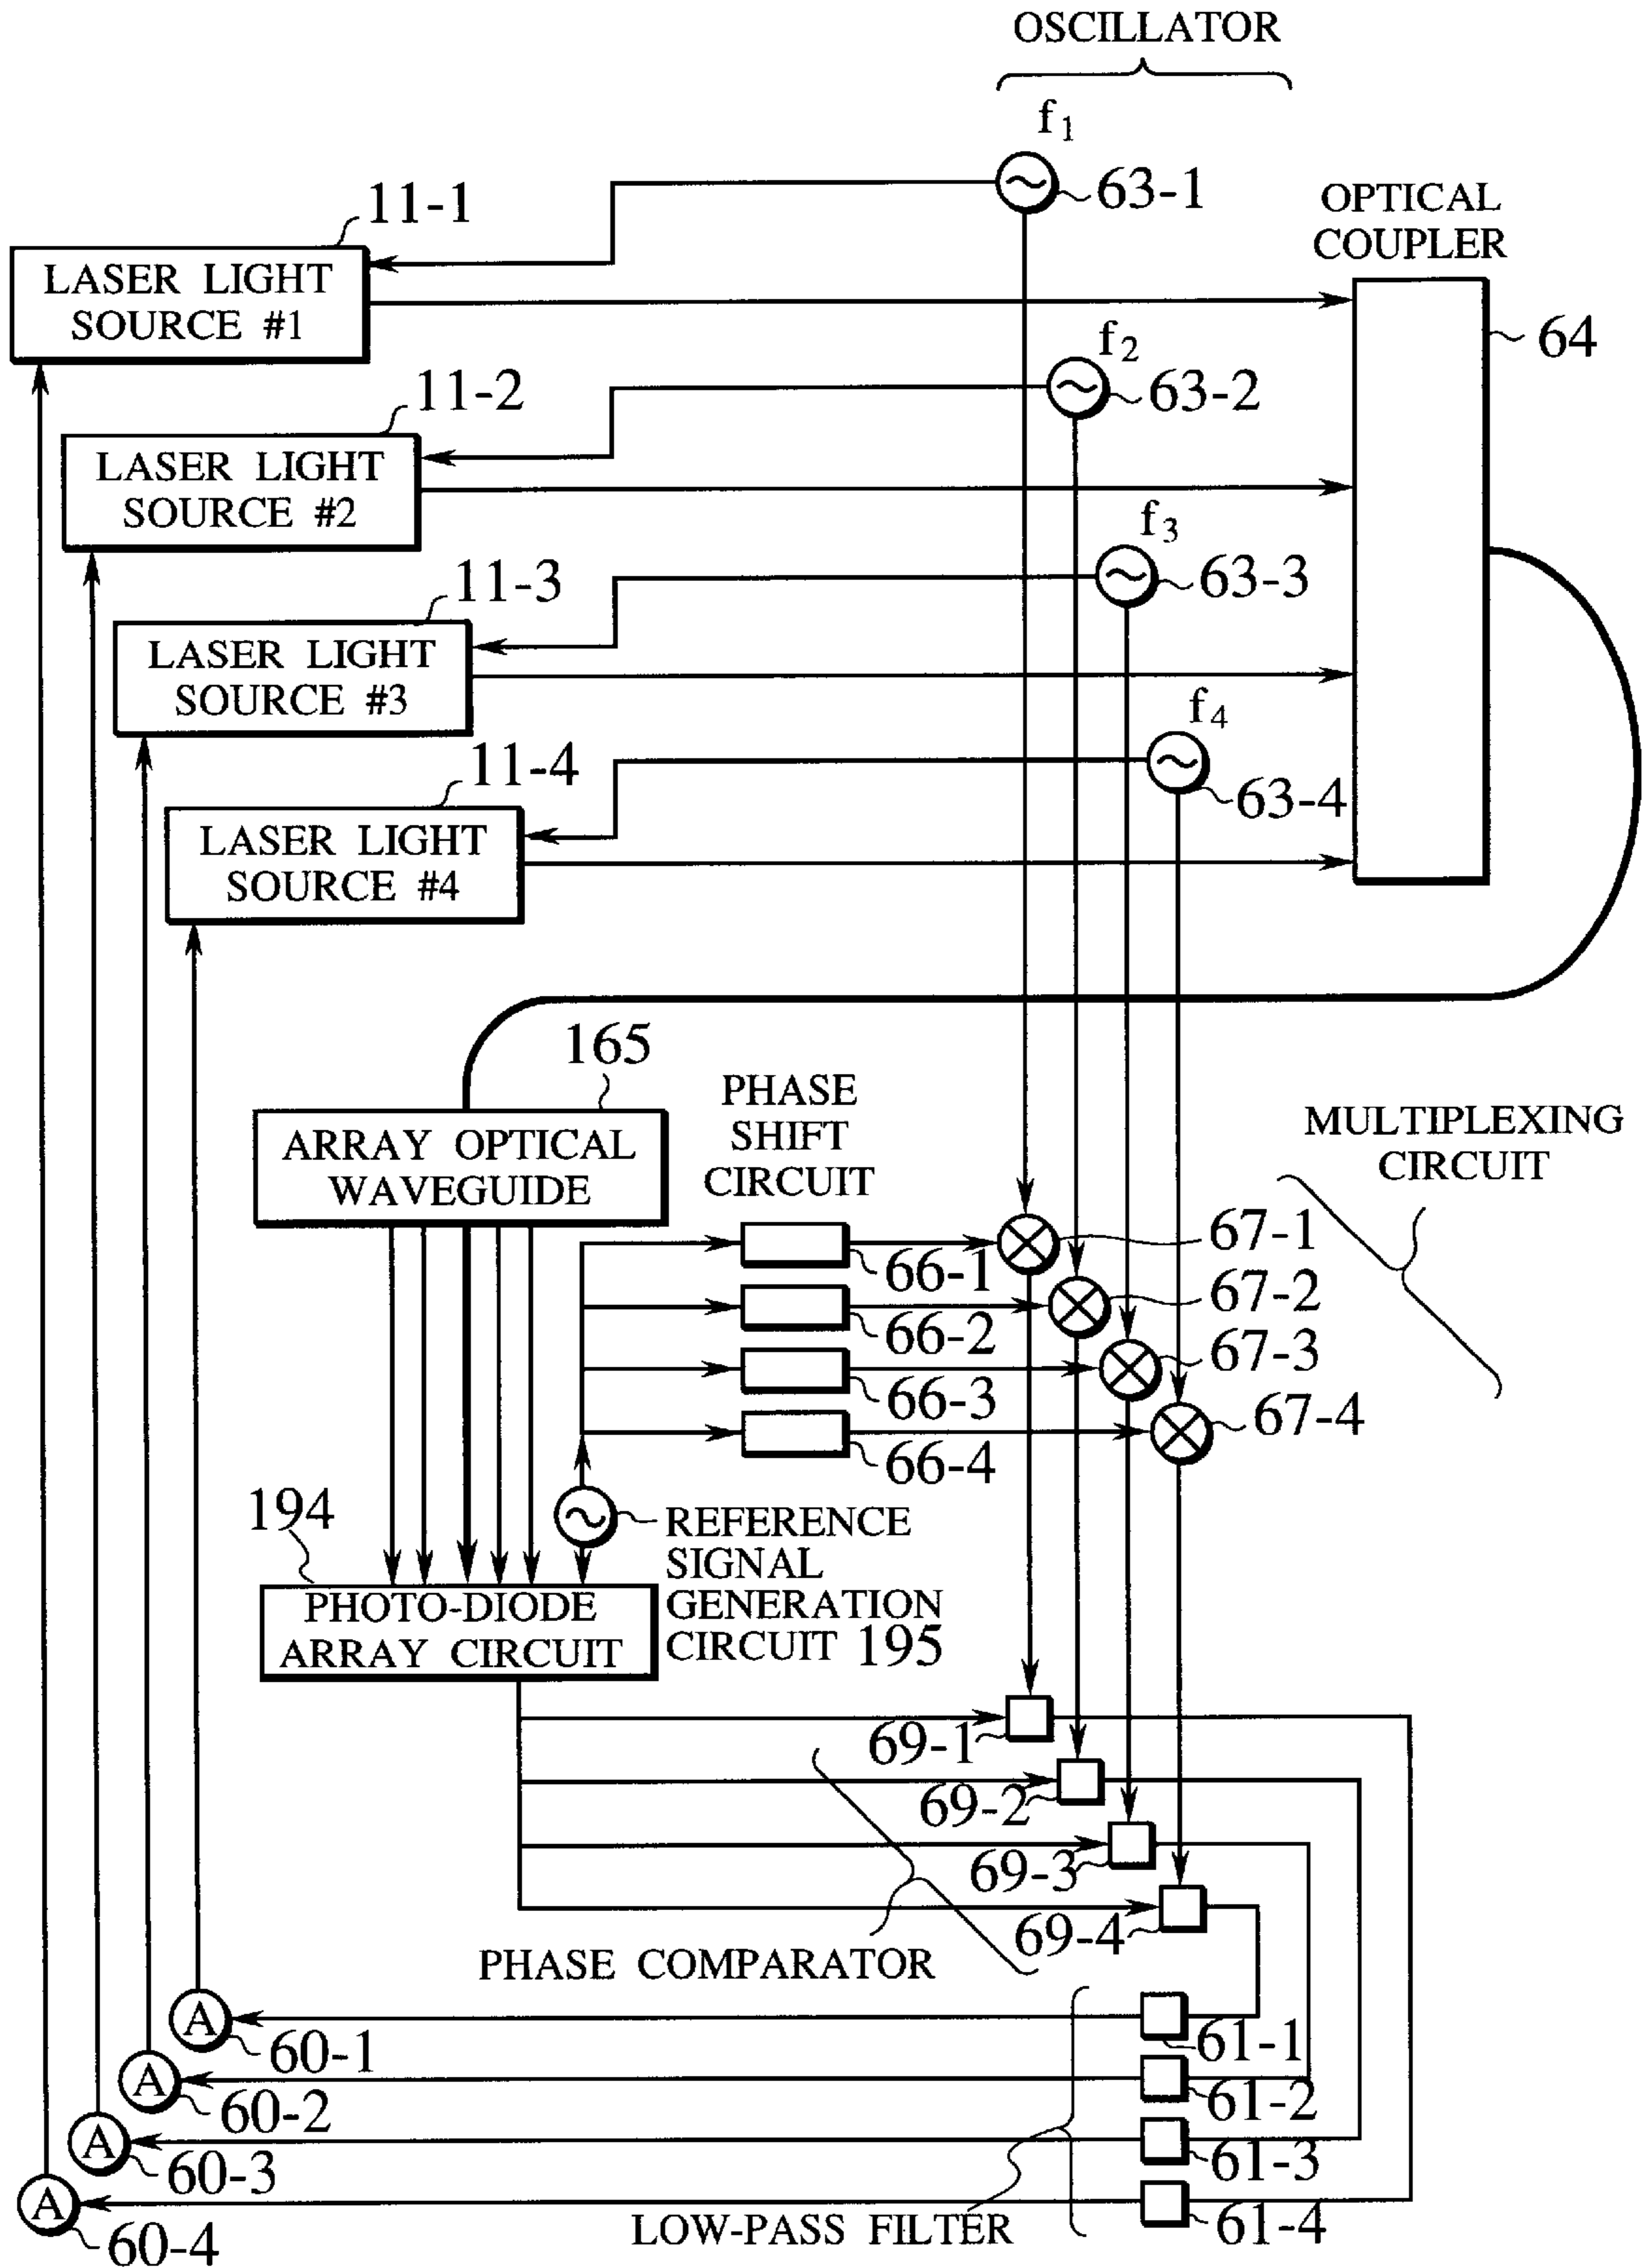 OSCILLATOR
f1
63-1
OPTICAL
COUPLER
64
11-1
LASER LIGHT
SOURCE #1
f2
63-2
11-2
LASER LIGHT
SOURCE #2
f3
63-3
11-3
LASER LIGHT
SOURCE #3
f4
63-4
11-4
LASER LIGHT
SOURCE #4
165
ARRAY OPTICAL
WAVEGUIDE
PHASE
SHIFT
CIRCUIT
MULTIPLEXING
CIRCUIT
66-1
67-1
66-2
67-2
66-3
67-3
66-4
67-4
194
PHOTO-DIODE
ARRAY CIRCUIT
REFERENCE
SIGNAL
GENERATION
CIRCUIT 195
69-1
69-2
69-3
69-4
PHASE COMPARATOR
A
60-1
61-1
A
60-2
61-2
A
60-3
61-3
A
60-4
61-4
LOW-PASS FILTER